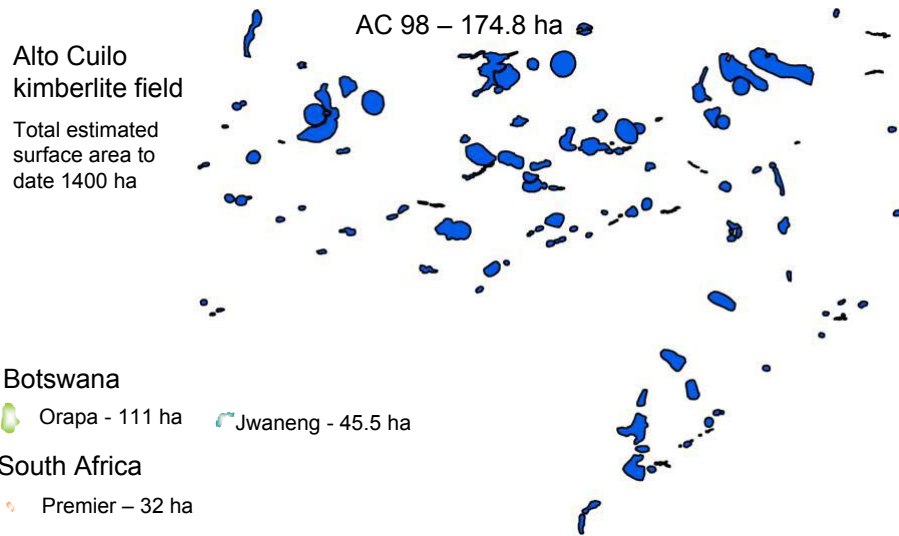 AC 98 – 174.8 ha
Alto Cuilo
kimberlite field
Total estimated
surface area to
date 1400 ha
Botswana
Orapa - 111 ha
Jwaneng - 45.5 ha
South Africa
Premier – 32 ha